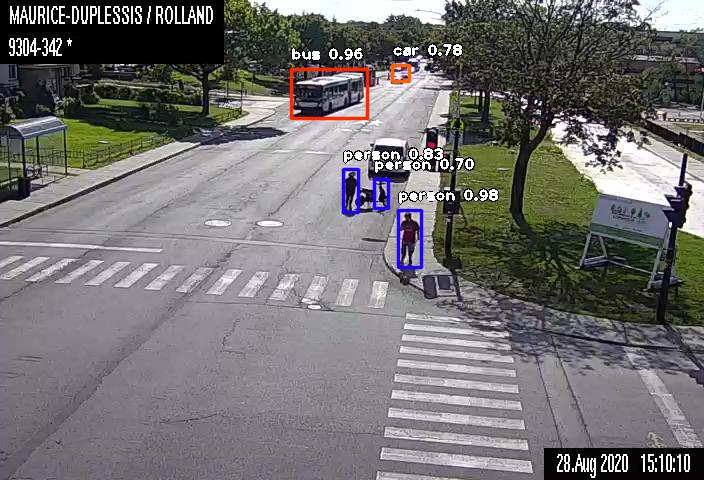 MAURICE-DUPLESSIS / ROLLAND
9304-342 *
bus 0.96
car 0.78
person 0.83
person 0.70
person 0.98
28.Aug 2020 15:10:10